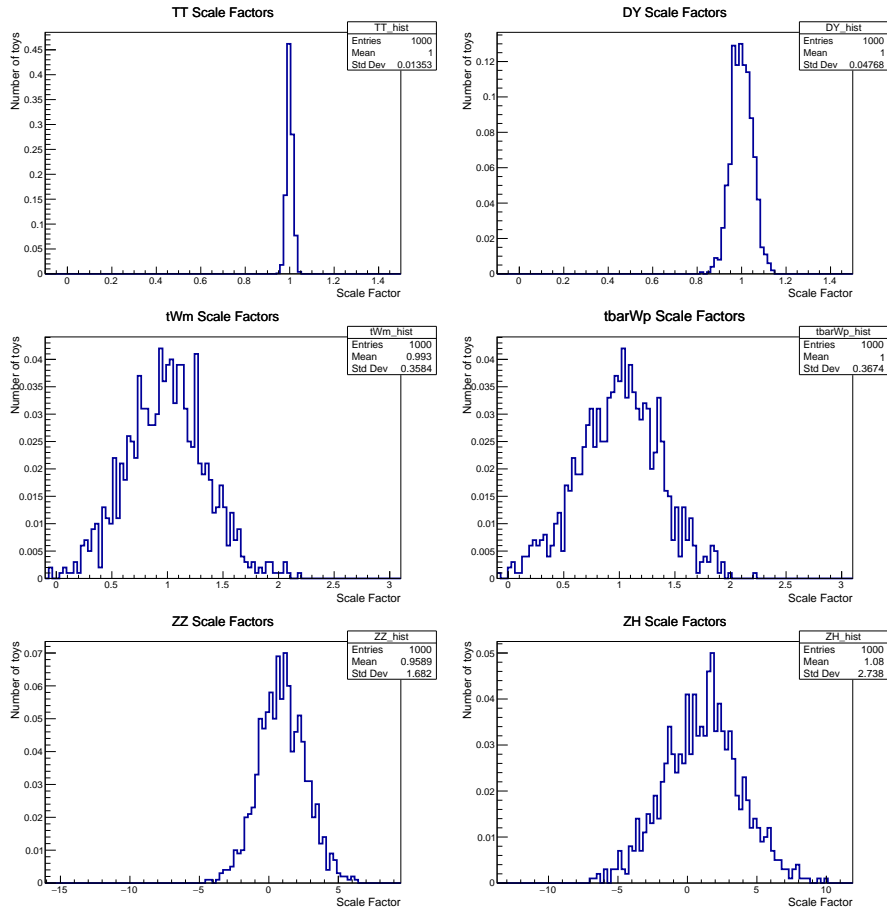 TT Scale Factors
TT_hist
Entries 1000
Mean 1
Std Dev 0.01353
Number of toys
0.45
0.4
0.35
0.3
0.25
0.2
0.15
0.1
0.05
0
0 0.2 0.4 0.6 0.8 1 1.2 1.4
Scale Factor
DY Scale Factors
DY_hist
Entries 1000
Mean 1
Std Dev 0.04768
Number of toys
0.12
0.1
0.08
0.06
0.04
0.02
0
0 0.2 0.4 0.6 0.8 1 1.2 1.4
Scale Factor
tWm Scale Factors
tWm_hist
Entries 1000
Mean 0.993
Std Dev 0.3584
Number of toys
0.04
0.035
0.03
0.025
0.02
0.015
0.01
0.005
0
0 0.5 1 1.5 2 2.5 3
Scale Factor
tbarWp Scale Factors
tbarWp_hist
Entries 1000
Mean 1
Std Dev 0.3674
Number of toys
0.04
0.035
0.03
0.025
0.02
0.015
0.01
0.005
0
0 0.5 1 1.5 2 2.5 3
Scale Factor
ZZ Scale Factors
ZZ_hist
Entries 1000
Mean 0.9589
Std Dev 1.682
Number of toys
0.07
0.06
0.05
0.04
0.03
0.02
0.01
0
−15 −10 −5 0 5
Scale Factor
ZH Scale Factors
ZH_hist
Entries 1000
Mean 1.08
Std Dev 2.738
Number of toys
0.05
0.04
0.03
0.02
0.01
0
−10 −5 0 5 10
Scale Factor